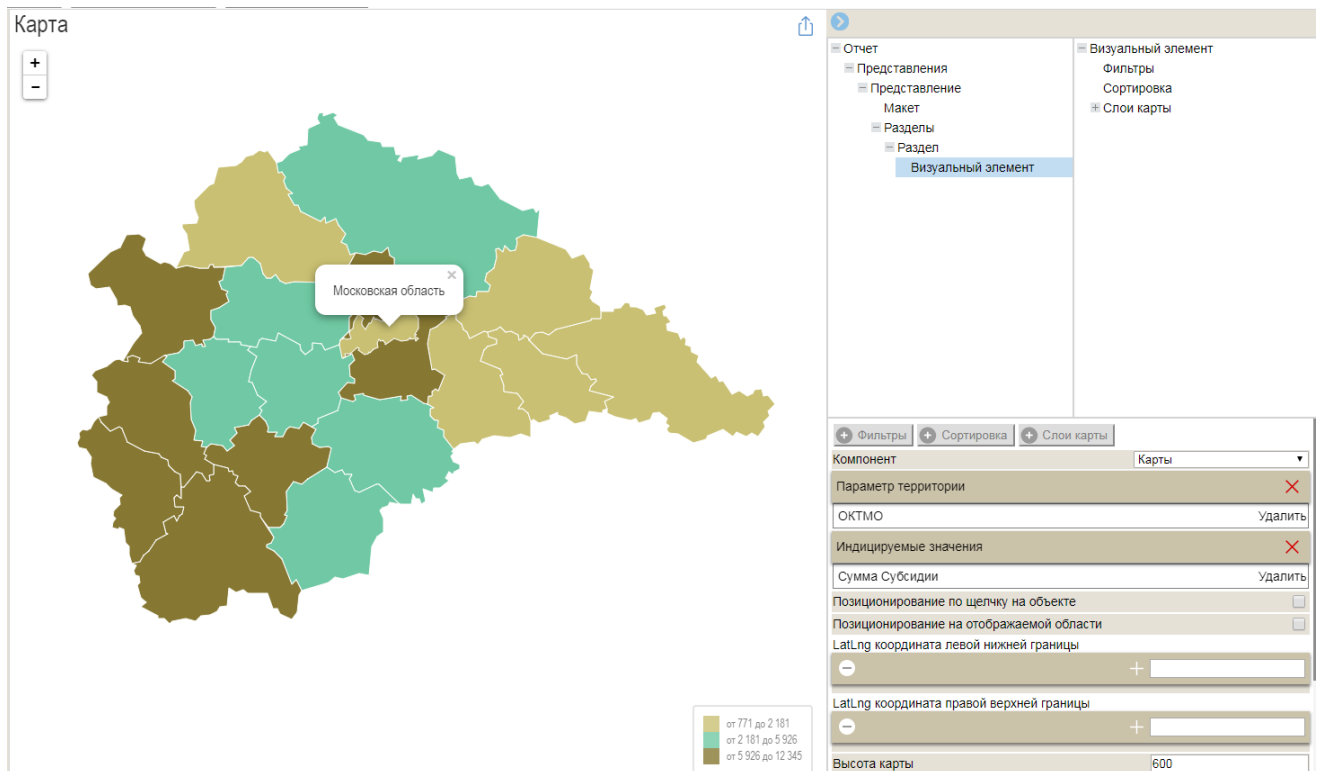 Карта
+
−
Московская область
×
от 771 до 2 181
от 2 181 до 5 926
от 5 926 до 12 345
Отчет
Представления
Представление
Макет
Разделы
Раздел
Визуальный элемент
Визуальный элемент
Фильтры
Сортировка
Слои карты
Фильтры Сортировка Слои карты
Компонент Карты
Параметр территории
ОКТМО Удалить
Индицируемые значения
Сумма Субсидии Удалить
Позиционирование по щелчку на объекте
Позиционирование на отображаемой области
LatLng координата левой нижней границы
LatLng координата правой верхней границы
Высота карты 600